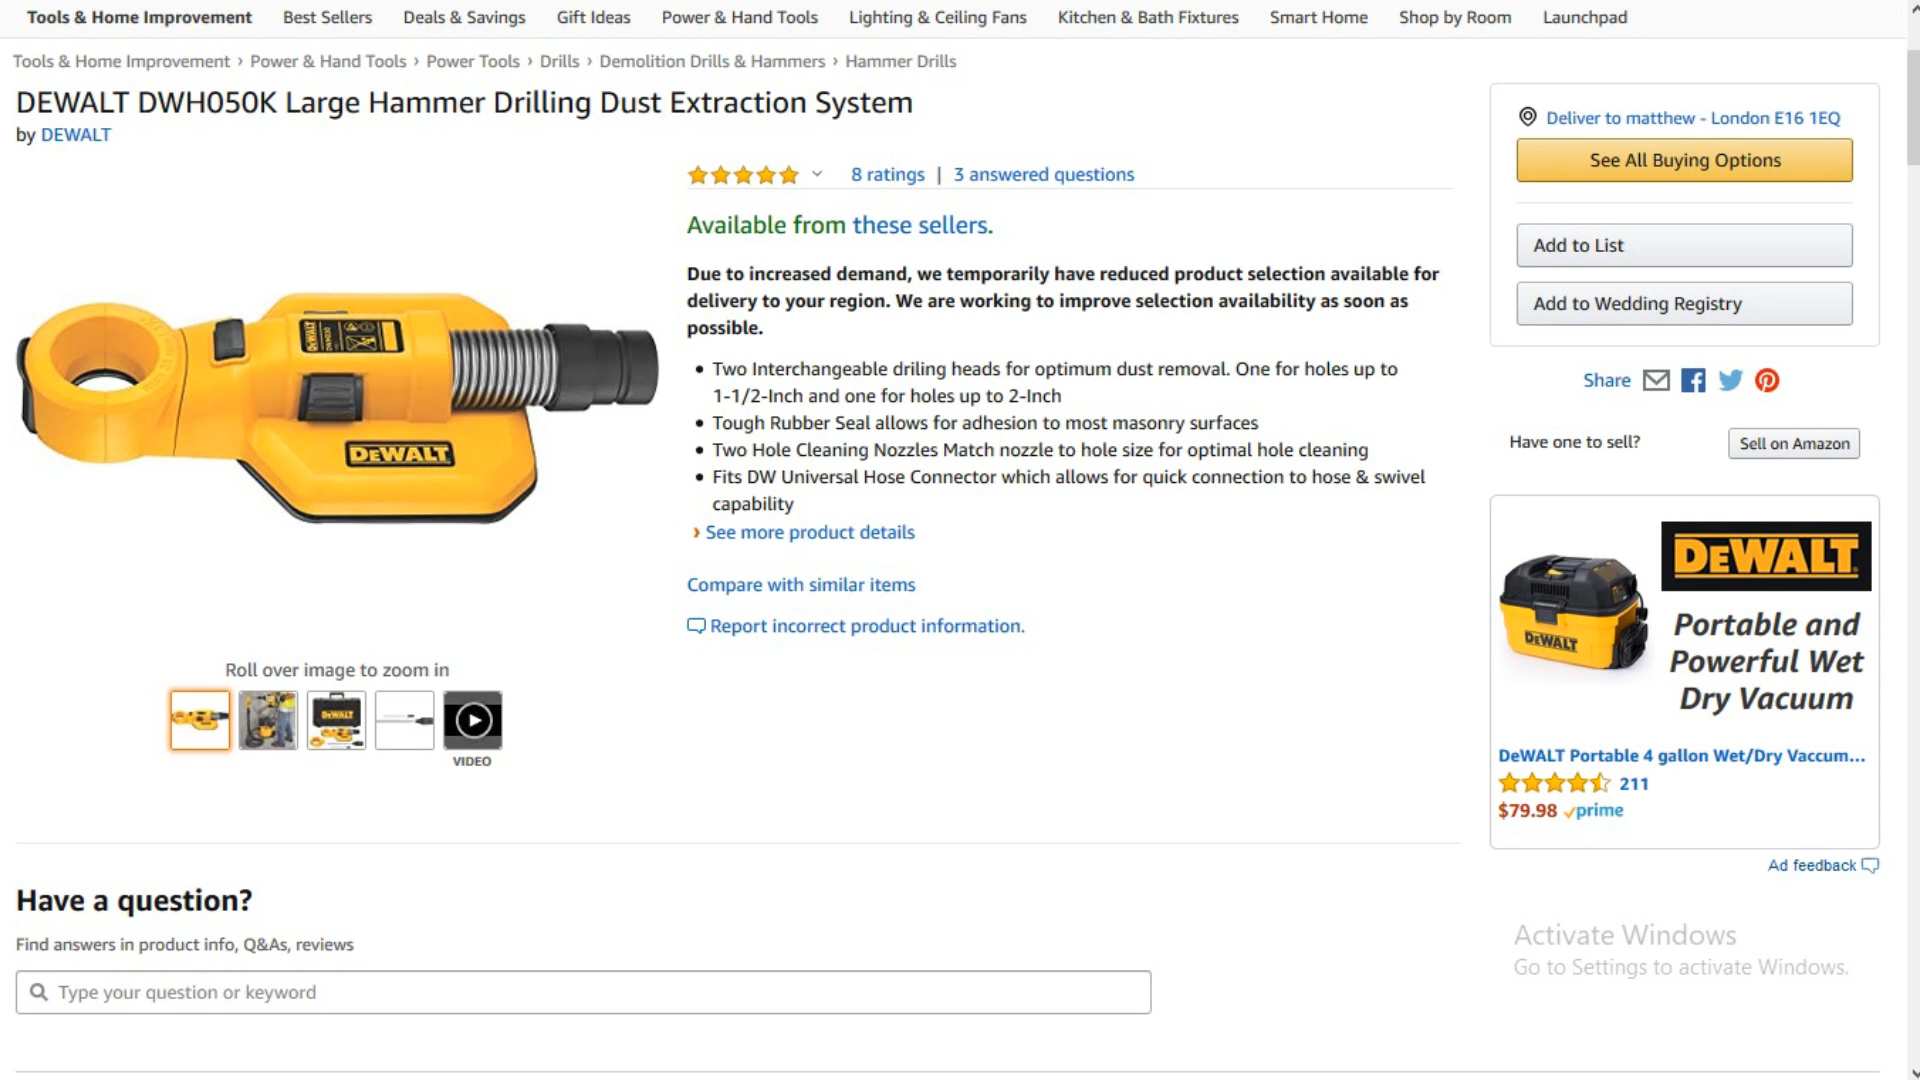 Tools & Home Improvement Best Sellers Deals & Savings Gift Ideas Power & Hand Tools Lighting & Ceiling Fans Kitchen & Bath Fixtures Smart Home Shop by Room Launchpad
Tools & Home Improvement › Power & Hand Tools › Power Tools › Drills › Demolition Drills & Hammers › Hammer Drills
DEWALT DWH050K Large Hammer Drilling Dust Extraction System
by DEWALT
8 ratings | 3 answered questions
Available from these sellers.
Due to increased demand, we temporarily have reduced product selection available for
delivery to your region. We are working to improve selection availability as soon as
possible.
• Two Interchangeable driling heads for optimum dust removal. One for holes up to
1-1/2-Inch and one for holes up to 2-Inch
• Tough Rubber Seal allows for adhesion to most masonry surfaces
• Two Hole Cleaning Nozzles Match nozzle to hole size for optimal hole cleaning
• Fits DW Universal Hose Connector which allows for quick connection to hose & swivel
capability
› See more product details
Compare with similar items
Report incorrect product information.
DEWALT
DEWALT
Roll over image to zoom in
DEWALT
VIDEO
Deliver to matthew - London E16 1EQ
See All Buying Options
Add to List
Add to Wedding Registry
Share
Have one to sell?
Sell on Amazon
DEWALT
DEWALT
Portable and
Powerful Wet
Dry Vacuum
DeWALT Portable 4 gallon Wet/Dry Vaccum...
211
$79.98 prime
Ad feedback
Have a question?
Find answers in product info, Q&As, reviews
Type your question or keyword
Activate Windows
Go to Settings to activate Windows.